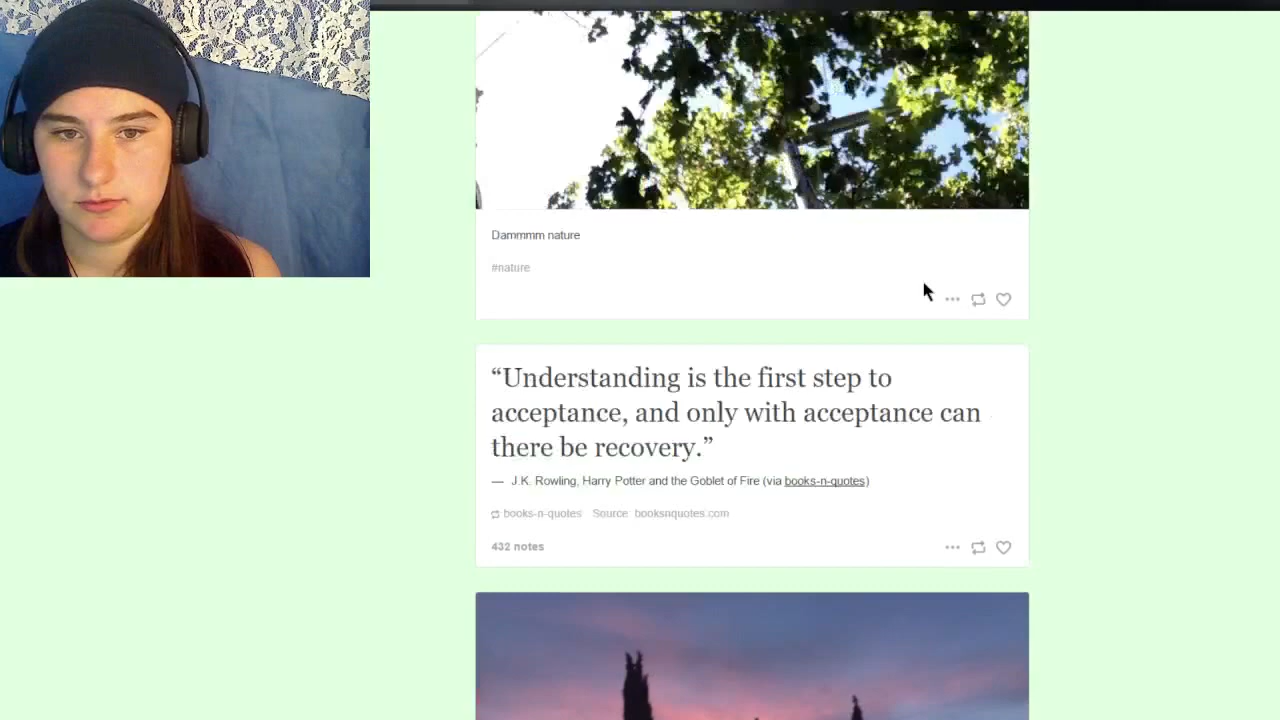 Dammmm nature
#nature
“Understanding is the first step to
acceptance, and only with acceptance can
there be recovery.”
— J.K. Rowling, Harry Potter and the Goblet of Fire (via books-n-quotes)
books-n-quotes Source: booksnquotes.com
432 notes